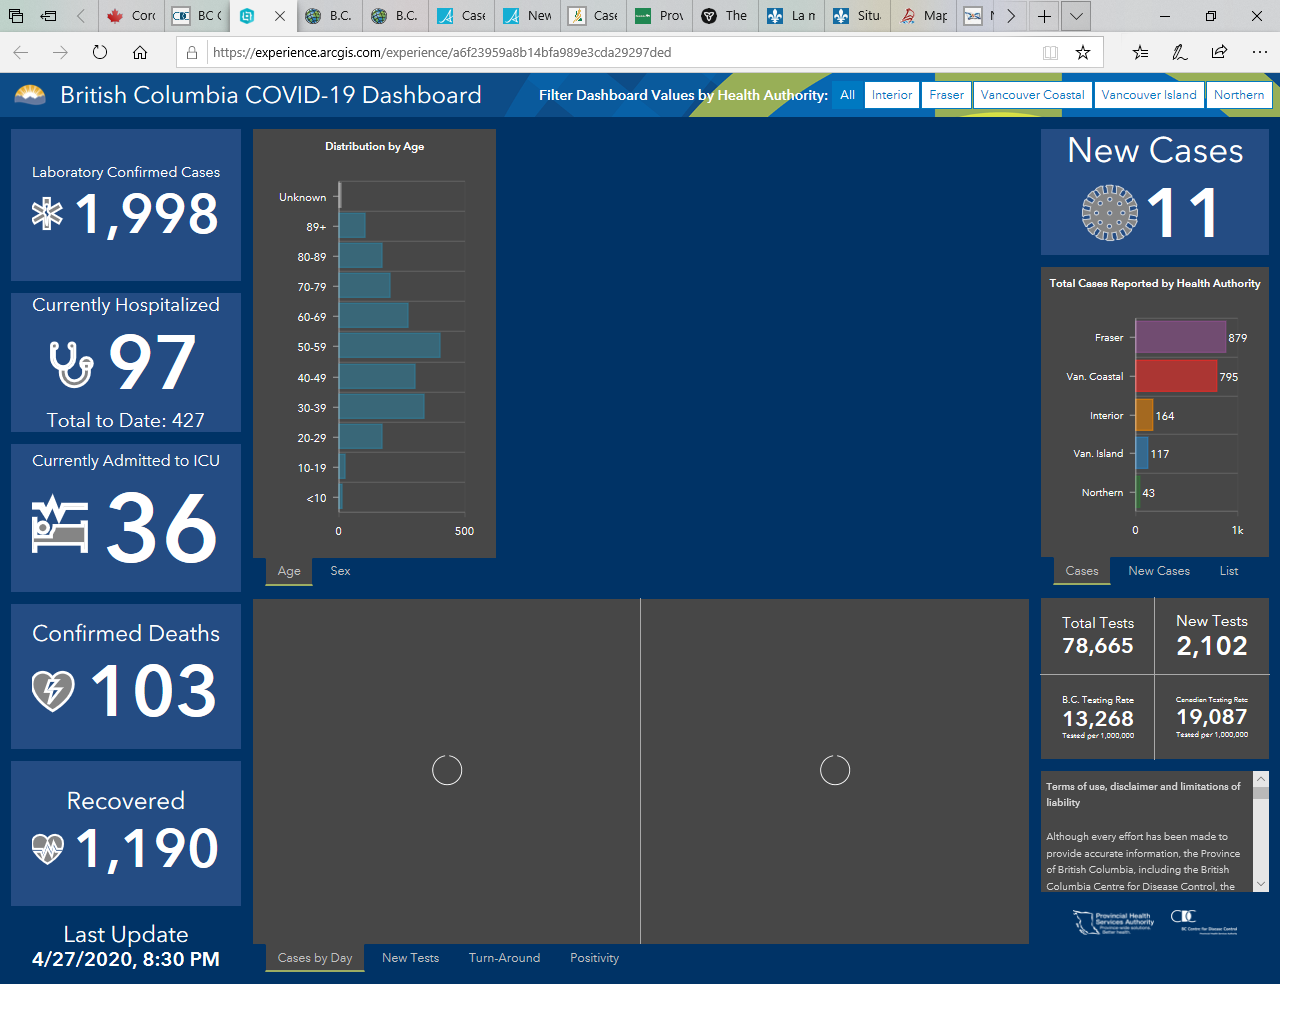 Coro
BC C
B.C.
B.C.
Case
New
Case
Prov
The
La m
Situ
Map
https://experience.arcgis.com/experience/a6f23959a8b14bfa989e3cda29297ded
British Columbia COVID-19 Dashboard
Filter Dashboard Values by Health Authority: All Interior Fraser Vancouver Coastal Vancouver Island Northern
Laboratory Confirmed Cases
1,998
Currently Hospitalized
97
Total to Date: 427
Currently Admitted to ICU
36
Confirmed Deaths
103
Recovered
1,190
Last Update
4/27/2020, 8:30 PM
Distribution by Age
Unknown
89+
80-89
70-79
60-69
50-59
40-49
30-39
20-29
10-19
<10
0 500
Age Sex
Cases by Day New Tests Turn-Around Positivity
New Cases
11
Total Cases Reported by Health Authority
Fraser 879
Van. Coastal 795
Interior 164
Van. Island 117
Northern 43
0 1k
Cases New Cases List
Total Tests
78,665
New Tests
2,102
B.C. Testing Rate
13,268
Tested per 1,000,000
Canadian Testing Rate
19,087
Tested per 1,000,000
Terms of use, disclaimer and limitations of
liability
Although every effort has been made to
provide accurate information, the Province
of British Columbia, including the British
Columbia Centre for Disease Control, the
Provincial Health
Services Authority
Province-wide solutions.
Better health.
BC Centre for Disease Control